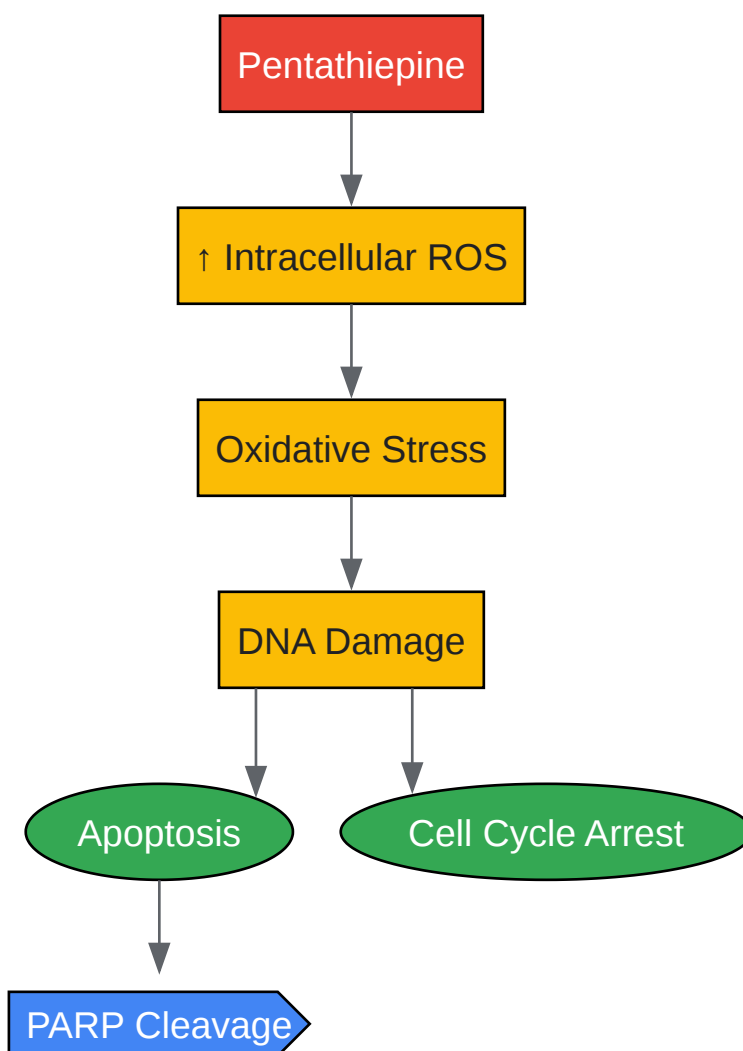 Pentathiepine
↑ Intracellular ROS
Oxidative Stress
DNA Damage
Apoptosis
Cell Cycle Arrest
PARP Cleavage